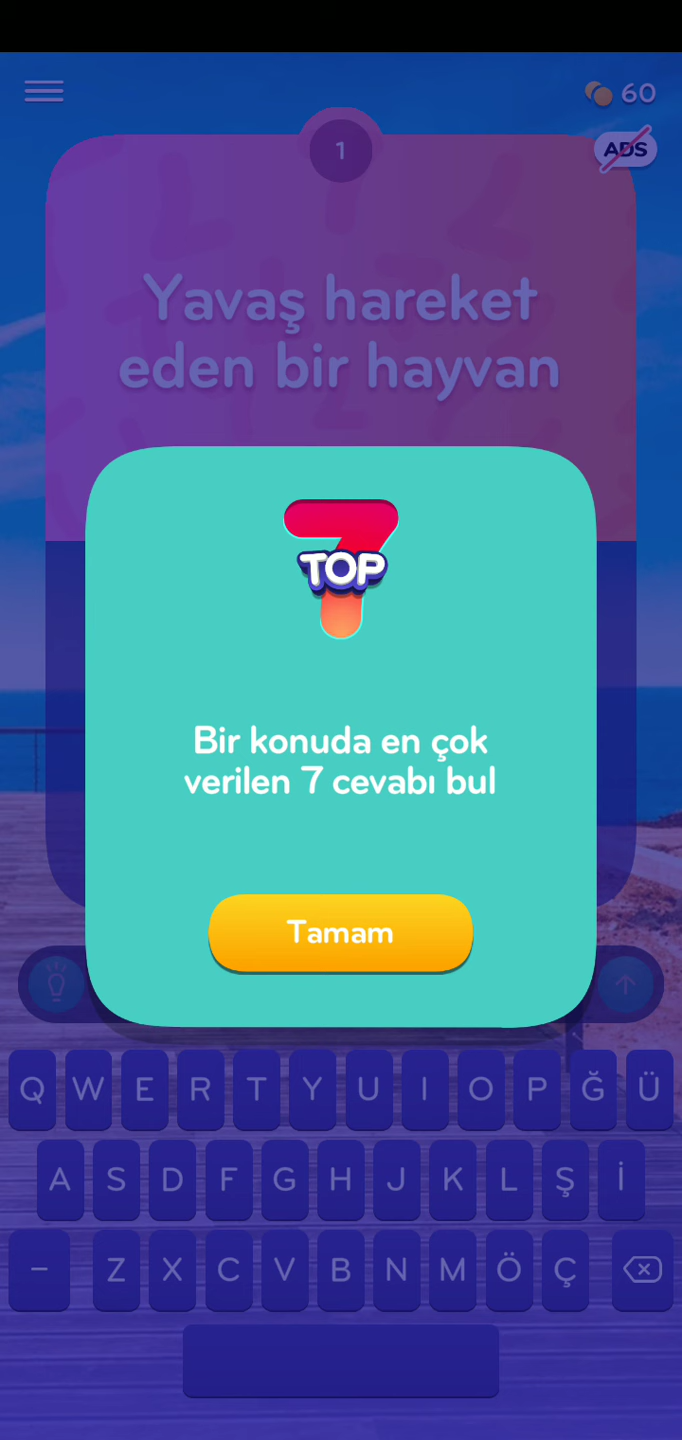 60
1
ADS
Yavaş hareket
eden bir hayvan
7
TOP
Bir konuda en çok
verilen 7 cevabı bul
Tamam
Q W E R T Y U I O P Ğ Ü
A S D F G H J K L Ş İ
– Z X C V B N M Ö Ç